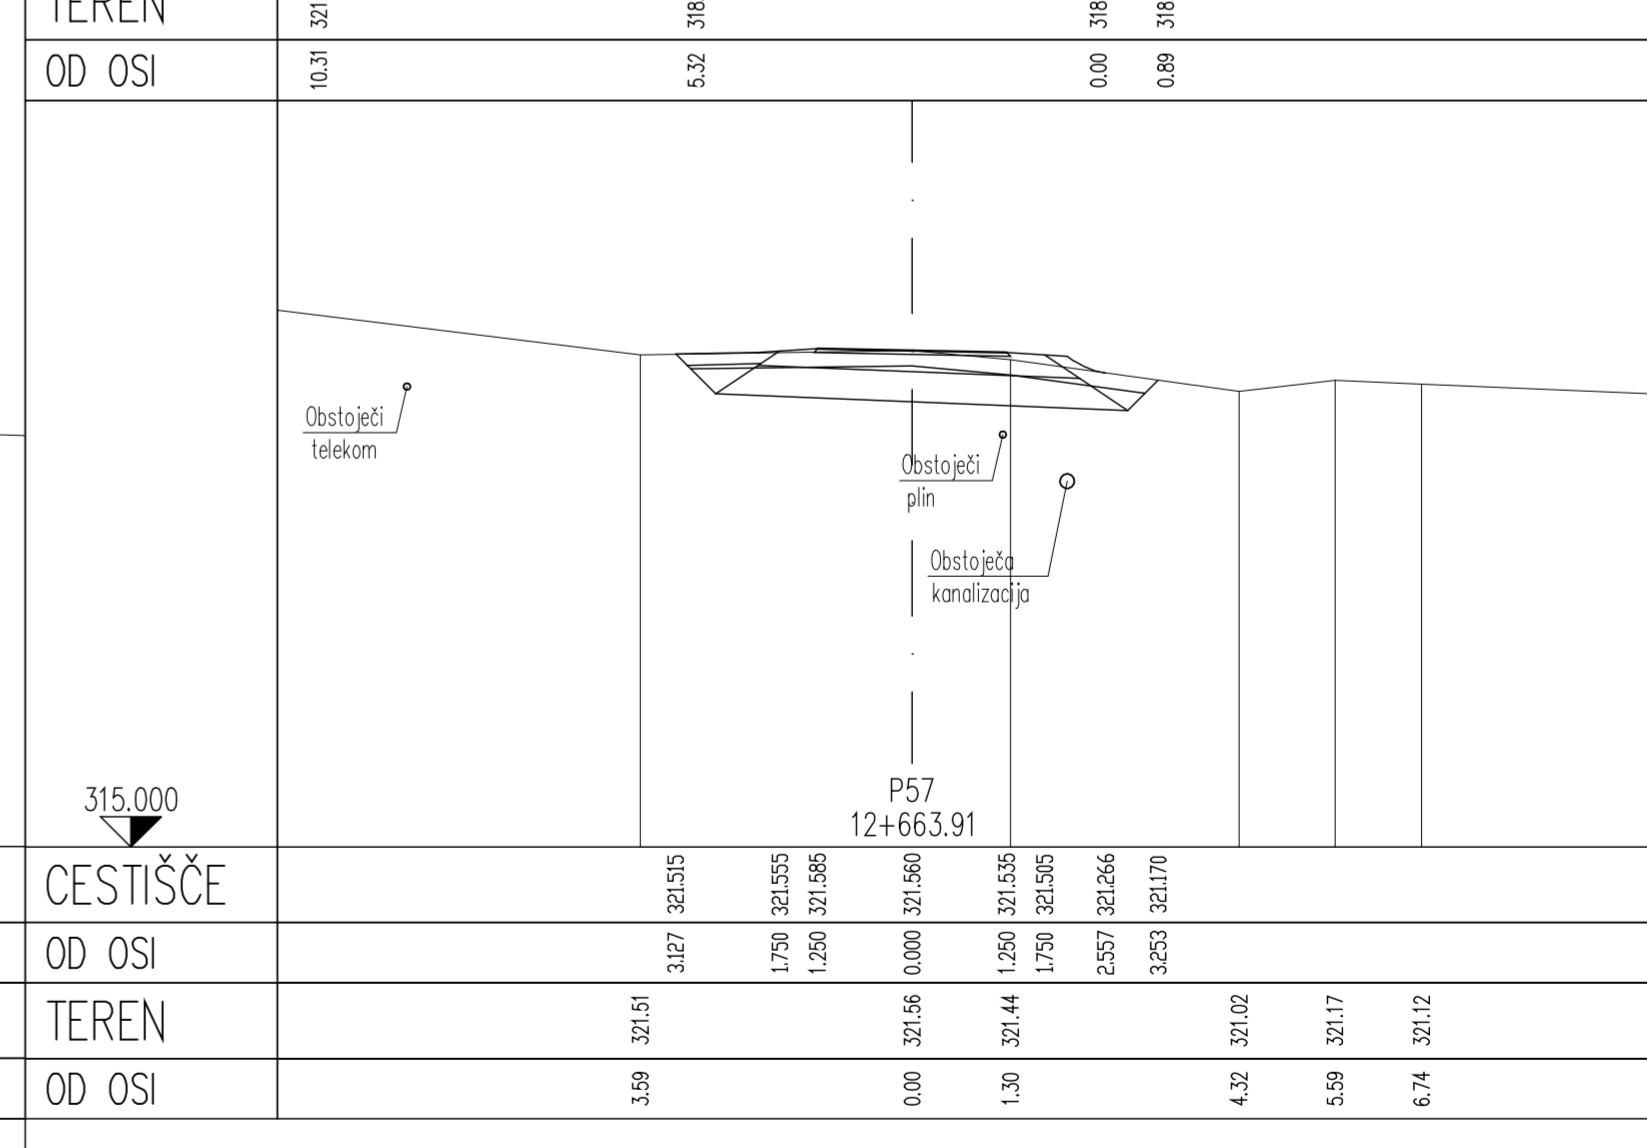 TEREN 321 318 318 318
OD OSI 10.31 5.32 0.00 0.89
Obstoječi
telekom
Obstoječi
plin
Obstoječa
kanalizacija
315.000
P57
12+663.91
CESTIŠČE 321.515 321.555 321.585 321.560 321.535 321.505 321.266 321.170
OD OSI 3.127 1.750 1.250 0.000 1.250 1.750 2.557 3.253
TEREN 321.51 321.56 321.44 321.02 321.17 321.12
OD OSI 3.59 0.00 1.30 4.32 5.59 6.74